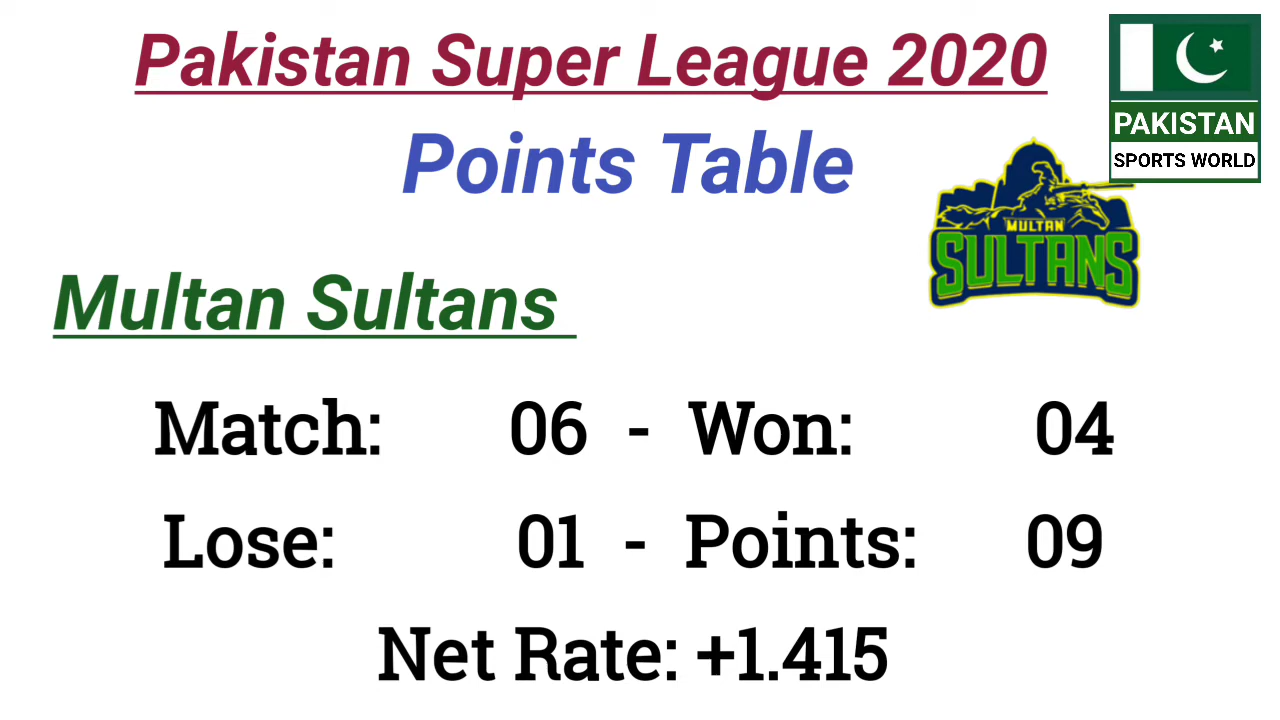 Pakistan Super League 2020
PAKISTAN
SPORTS WORLD
Points Table
MULTAN
SULTANS
Multan Sultans
Match: 06 - Won: 04
Lose: 01 - Points: 09
Net Rate: +1.415